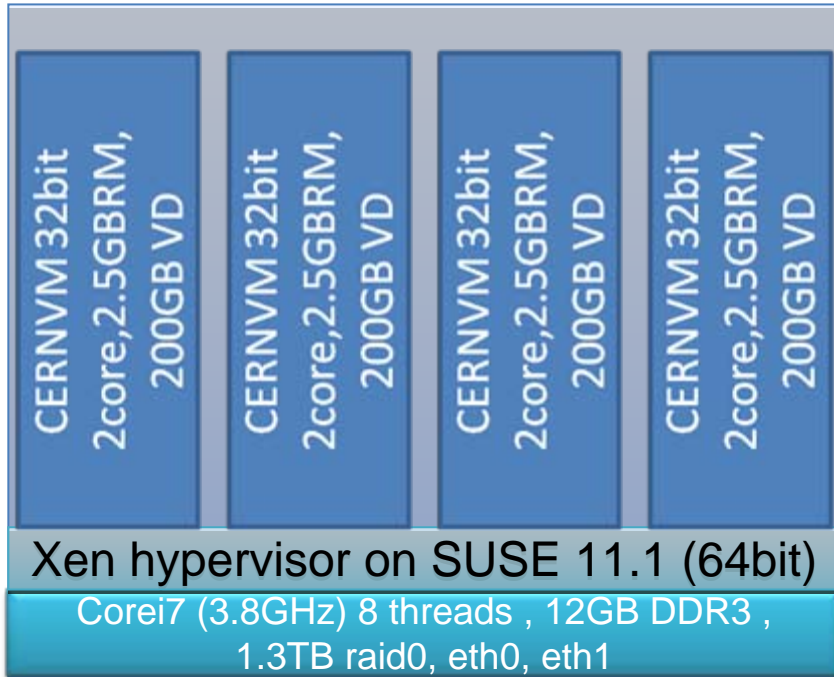 CERNVM 32bit
2core,2.5GBRM,
200GB VD
CERNVM 32bit
2core,2.5GBRM,
200GB VD
CERNVM 32bit
2core,2.5GBRM,
200GB VD
CERNVM 32bit
2core,2.5GBRM,
200GB VD
Xen hypervisor on SUSE 11.1 (64bit)
Corei7 (3.8GHz) 8 threads , 12GB DDR3 ,
1.3TB raid0, eth0, eth1